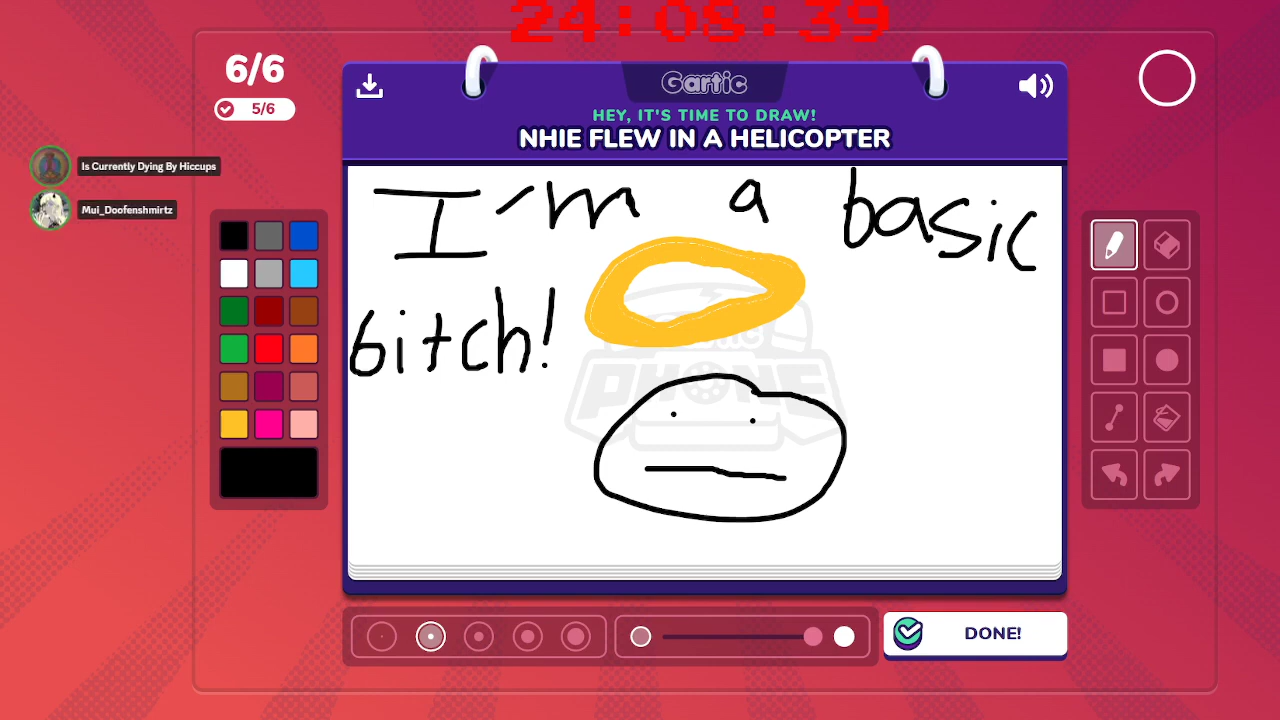 24:08:39
6/6
5/6
Gartic
HEY, IT'S TIME TO DRAW!
NHIE FLEW IN A HELICOPTER
Is Currently Dying By Hiccups
Mui_Doofenshmirtz
I'm a basic
bitch!
PHONE
DONE!